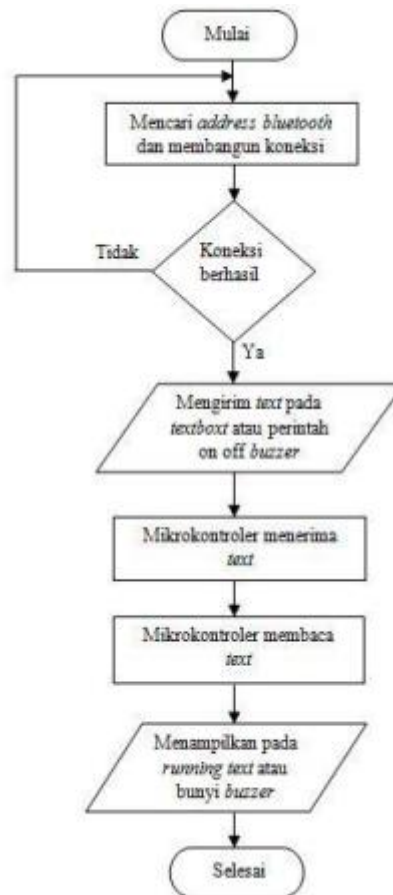 Mulai
Mencari address bluetooth
dan membangun koneksi
Koneksi
berhasil
Tidak
Ya
Mengirim text pada
textboxt atau perintah
on off buzzer
Mikrokontroler menerima
text
Mikrokontroler membaca
text
Menampilkan pada
running text atau
bunyi buzzer
Selesai